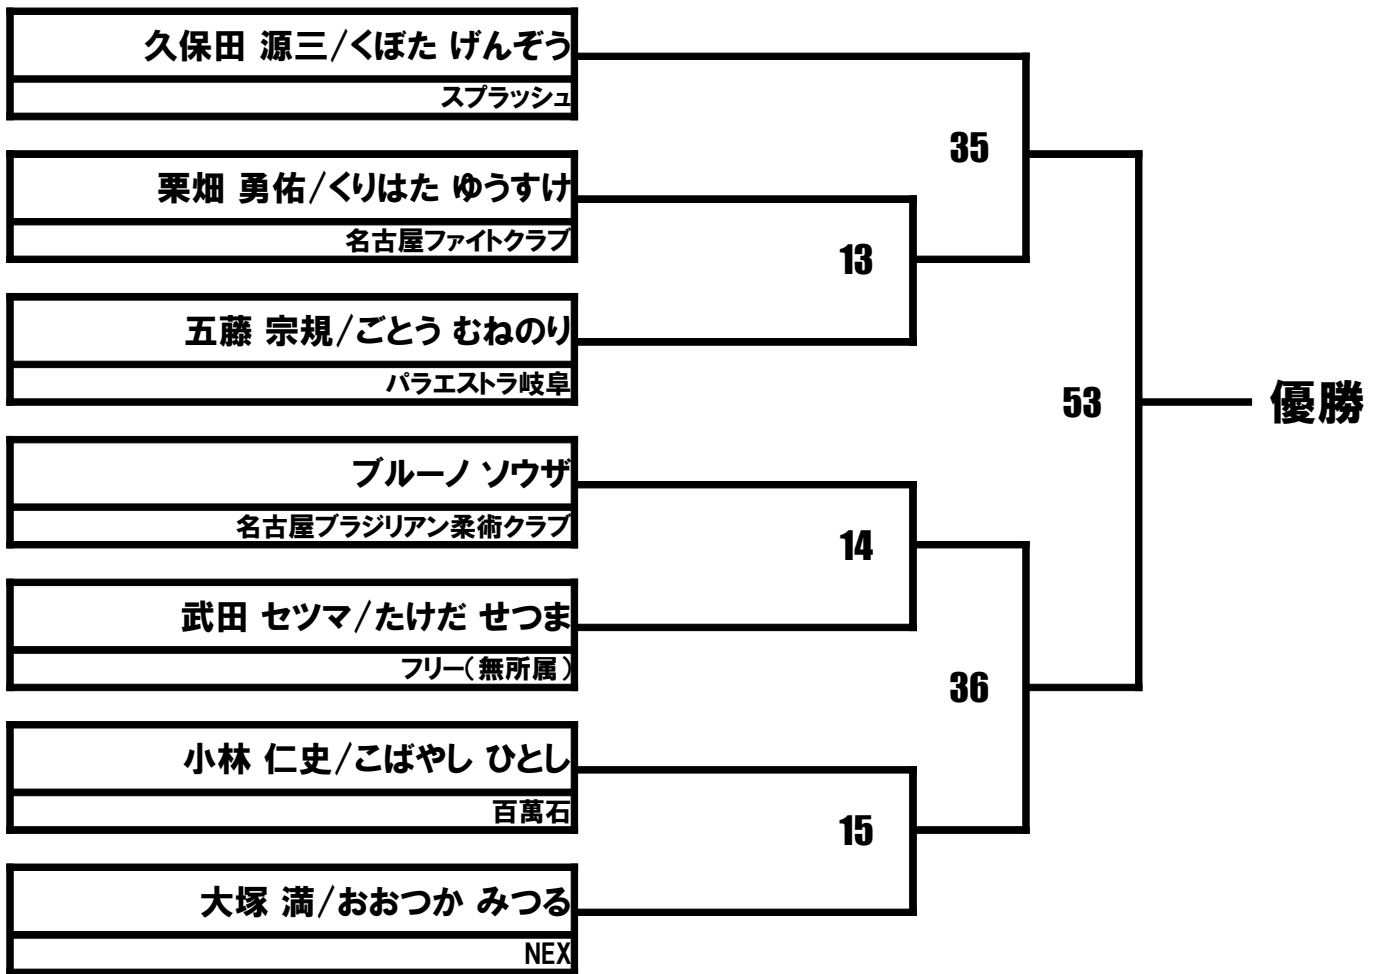 久保田 源三/くぼた げんぞう
スプラッシュ
35
栗畑 勇佑/くりはた ゆうすけ
名古屋ファイトクラブ
13
五藤 宗規/ごとう むねのり
パラエストラ岐阜
53
優勝
ブルーノ ソウザ
名古屋ブラジリアン柔術クラブ
14
武田 セツマ/たけだ せつま
フリー(無所属)
36
小林 仁史/こばやし ひとし
百萬石
15
大塚 満/おおつか みつる
NEX